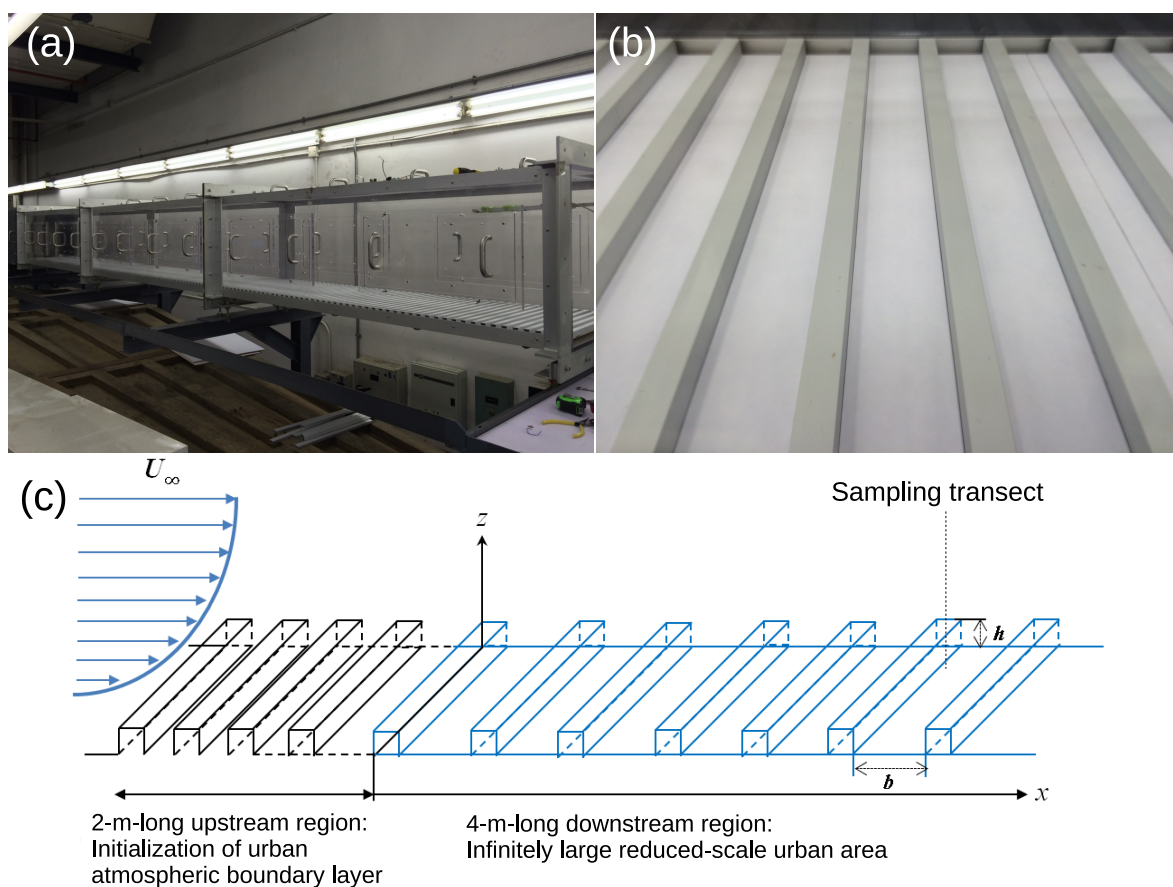 (a)
(b)
(c)
U∞
Sampling transect
z
h
b
x
2-m-long upstream region:
Initialization of urban
atmospheric boundary layer
4-m-long downstream region:
Infinitely large reduced-scale urban area